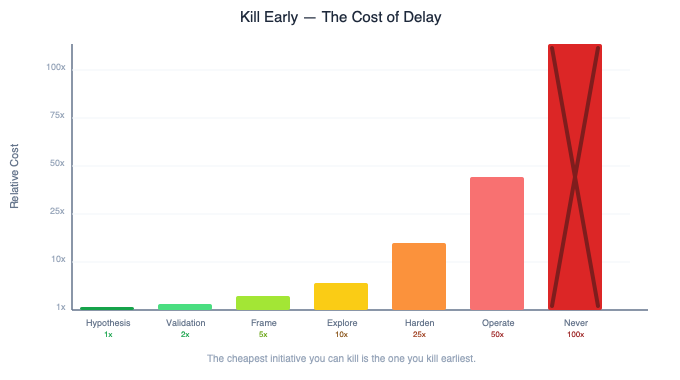 Kill Early — The Cost of Delay
Relative Cost
100x
75x
50x
25x
10x
1x
Hypothesis Validation Frame Explore Harden Operate Never
1x 2x 5x 10x 25x 50x 100x
The cheapest initiative you can kill is the one you kill earliest.